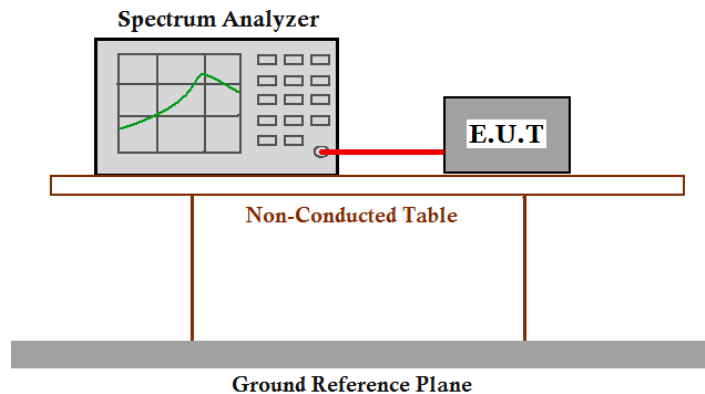 Spectrum Analyzer
E.U.T
Non-Conducted Table
Ground Reference Plane